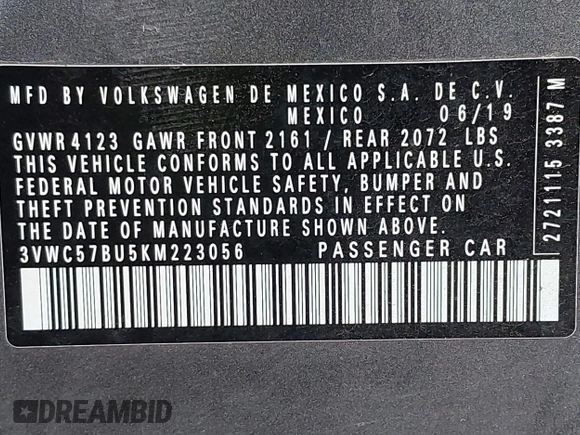 MFD BY VOLKSWAGEN DE MEXICO S.A. DE C.V.
MEXICO 06/19
GVWR 4123 GAWR FRONT 2161 / REAR 2072 LBS
THIS VEHICLE CONFORMS TO ALL APPLICABLE U.S.
FEDERAL MOTOR VEHICLE SAFETY, BUMPER AND
THEFT PREVENTION STANDARDS IN EFFECT ON THE
DATE OF MANUFACTURE SHOWN ABOVE.
3VWC57BU5KM223056 PASSENGER CAR
2721115 3387 M
DREAMBID